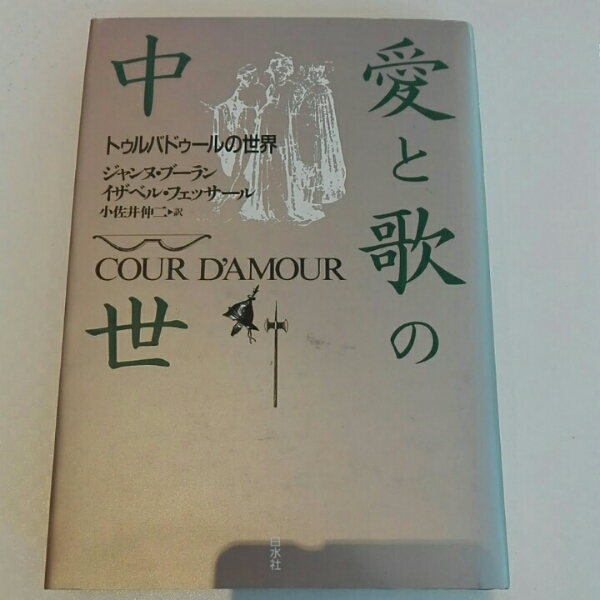 愛と歌の
中世
トゥルバドゥールの世界
ジャンヌ・ブーラン
イザベル・フェッサール
小佐井伸二・訳
COUR D'AMOUR
白水社